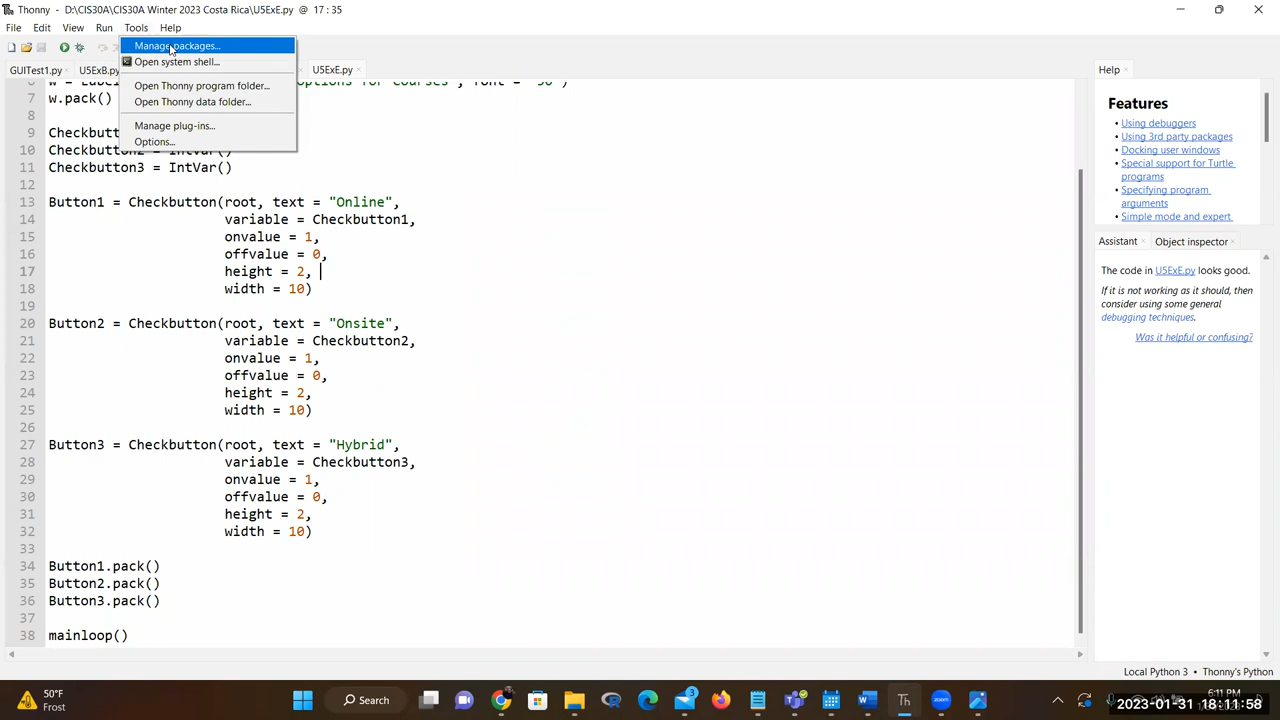 Thonny - D:\CIS30A\CIS30A Winter 2023 Costa Rica\U5ExE.py @ 17 : 35
File Edit View Run Tools Help
Manage packages...
Open system shell...
Open Thonny program folder...
Open Thonny data folder...
Manage plug-ins...
Options...
GUITest1.py × U5ExB.py × U5ExE.py ×
7 w.pack()
8
9 Checkbutt
10 Checkbutton2 = IntVar()
11 Checkbutton3 = IntVar()
12
13 Button1 = Checkbutton(root, text = "Online",
14 variable = Checkbutton1,
15 onvalue = 1,
16 offvalue = 0,
17 height = 2,
18 width = 10)
19
20 Button2 = Checkbutton(root, text = "Onsite",
21 variable = Checkbutton2,
22 onvalue = 1,
23 offvalue = 0,
24 height = 2,
25 width = 10)
26
27 Button3 = Checkbutton(root, text = "Hybrid",
28 variable = Checkbutton3,
29 onvalue = 1,
30 offvalue = 0,
31 height = 2,
32 width = 10)
33
34 Button1.pack()
35 Button2.pack()
36 Button3.pack()
37
38 mainloop()
Help ×
Features
• Using debuggers
• Using 3rd party packages
• Docking user windows
• Special support for Turtle
programs
• Specifying program
arguments
• Simple mode and expert
Assistant × Object inspector ×
The code in U5ExE.py looks good.
If it is not working as it should, then
consider using some general
debugging techniques.
Was it helpful or confusing?
Local Python 3 • Thonny's Python
50°F
Frost
Search
3
Th
zoom
6:11 PM
2023-01-31 18:11:58